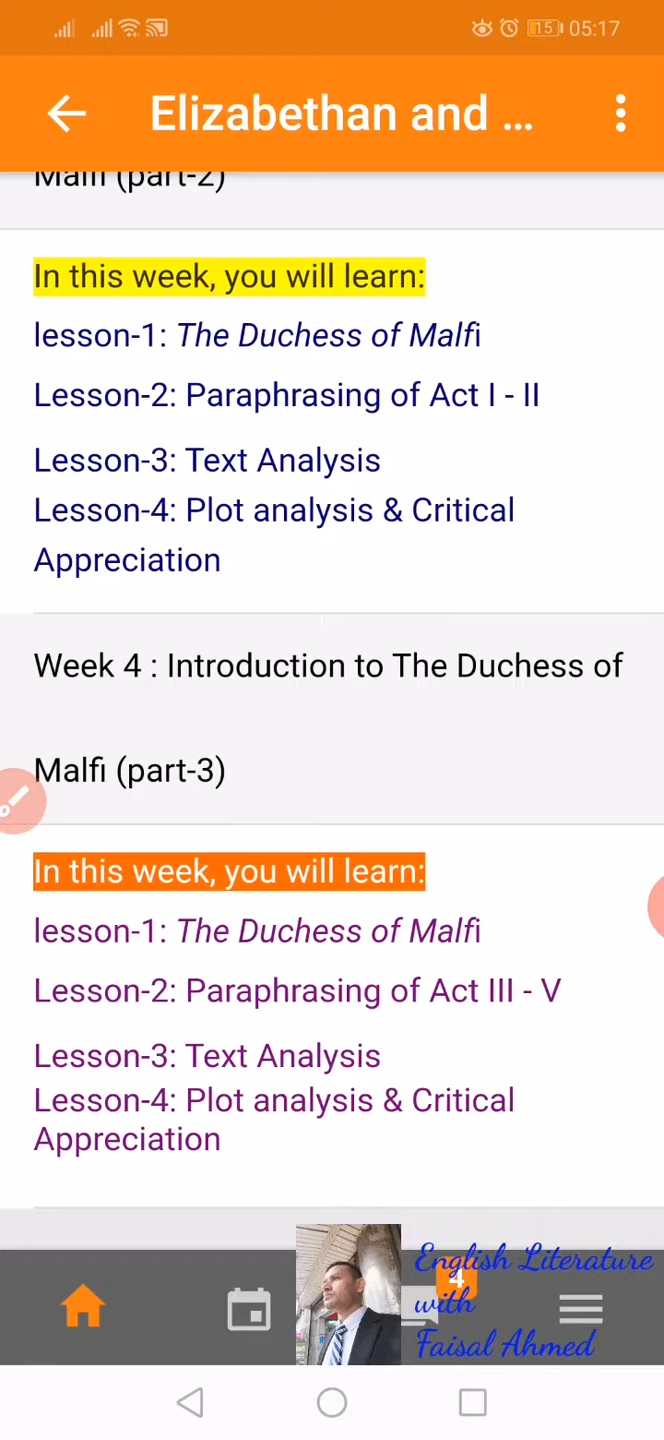 15 05:17
Elizabethan and ...
Malfi (part-2)
In this week, you will learn:
lesson-1: The Duchess of Malfi
Lesson-2: Paraphrasing of Act I - II
Lesson-3: Text Analysis
Lesson-4: Plot analysis & Critical
Appreciation
Week 4 : Introduction to The Duchess of
Malfi (part-3)
In this week, you will learn:
lesson-1: The Duchess of Malfi
Lesson-2: Paraphrasing of Act III - V
Lesson-3: Text Analysis
Lesson-4: Plot analysis & Critical
Appreciation
English Literature
4
with
Faisal Ahmed